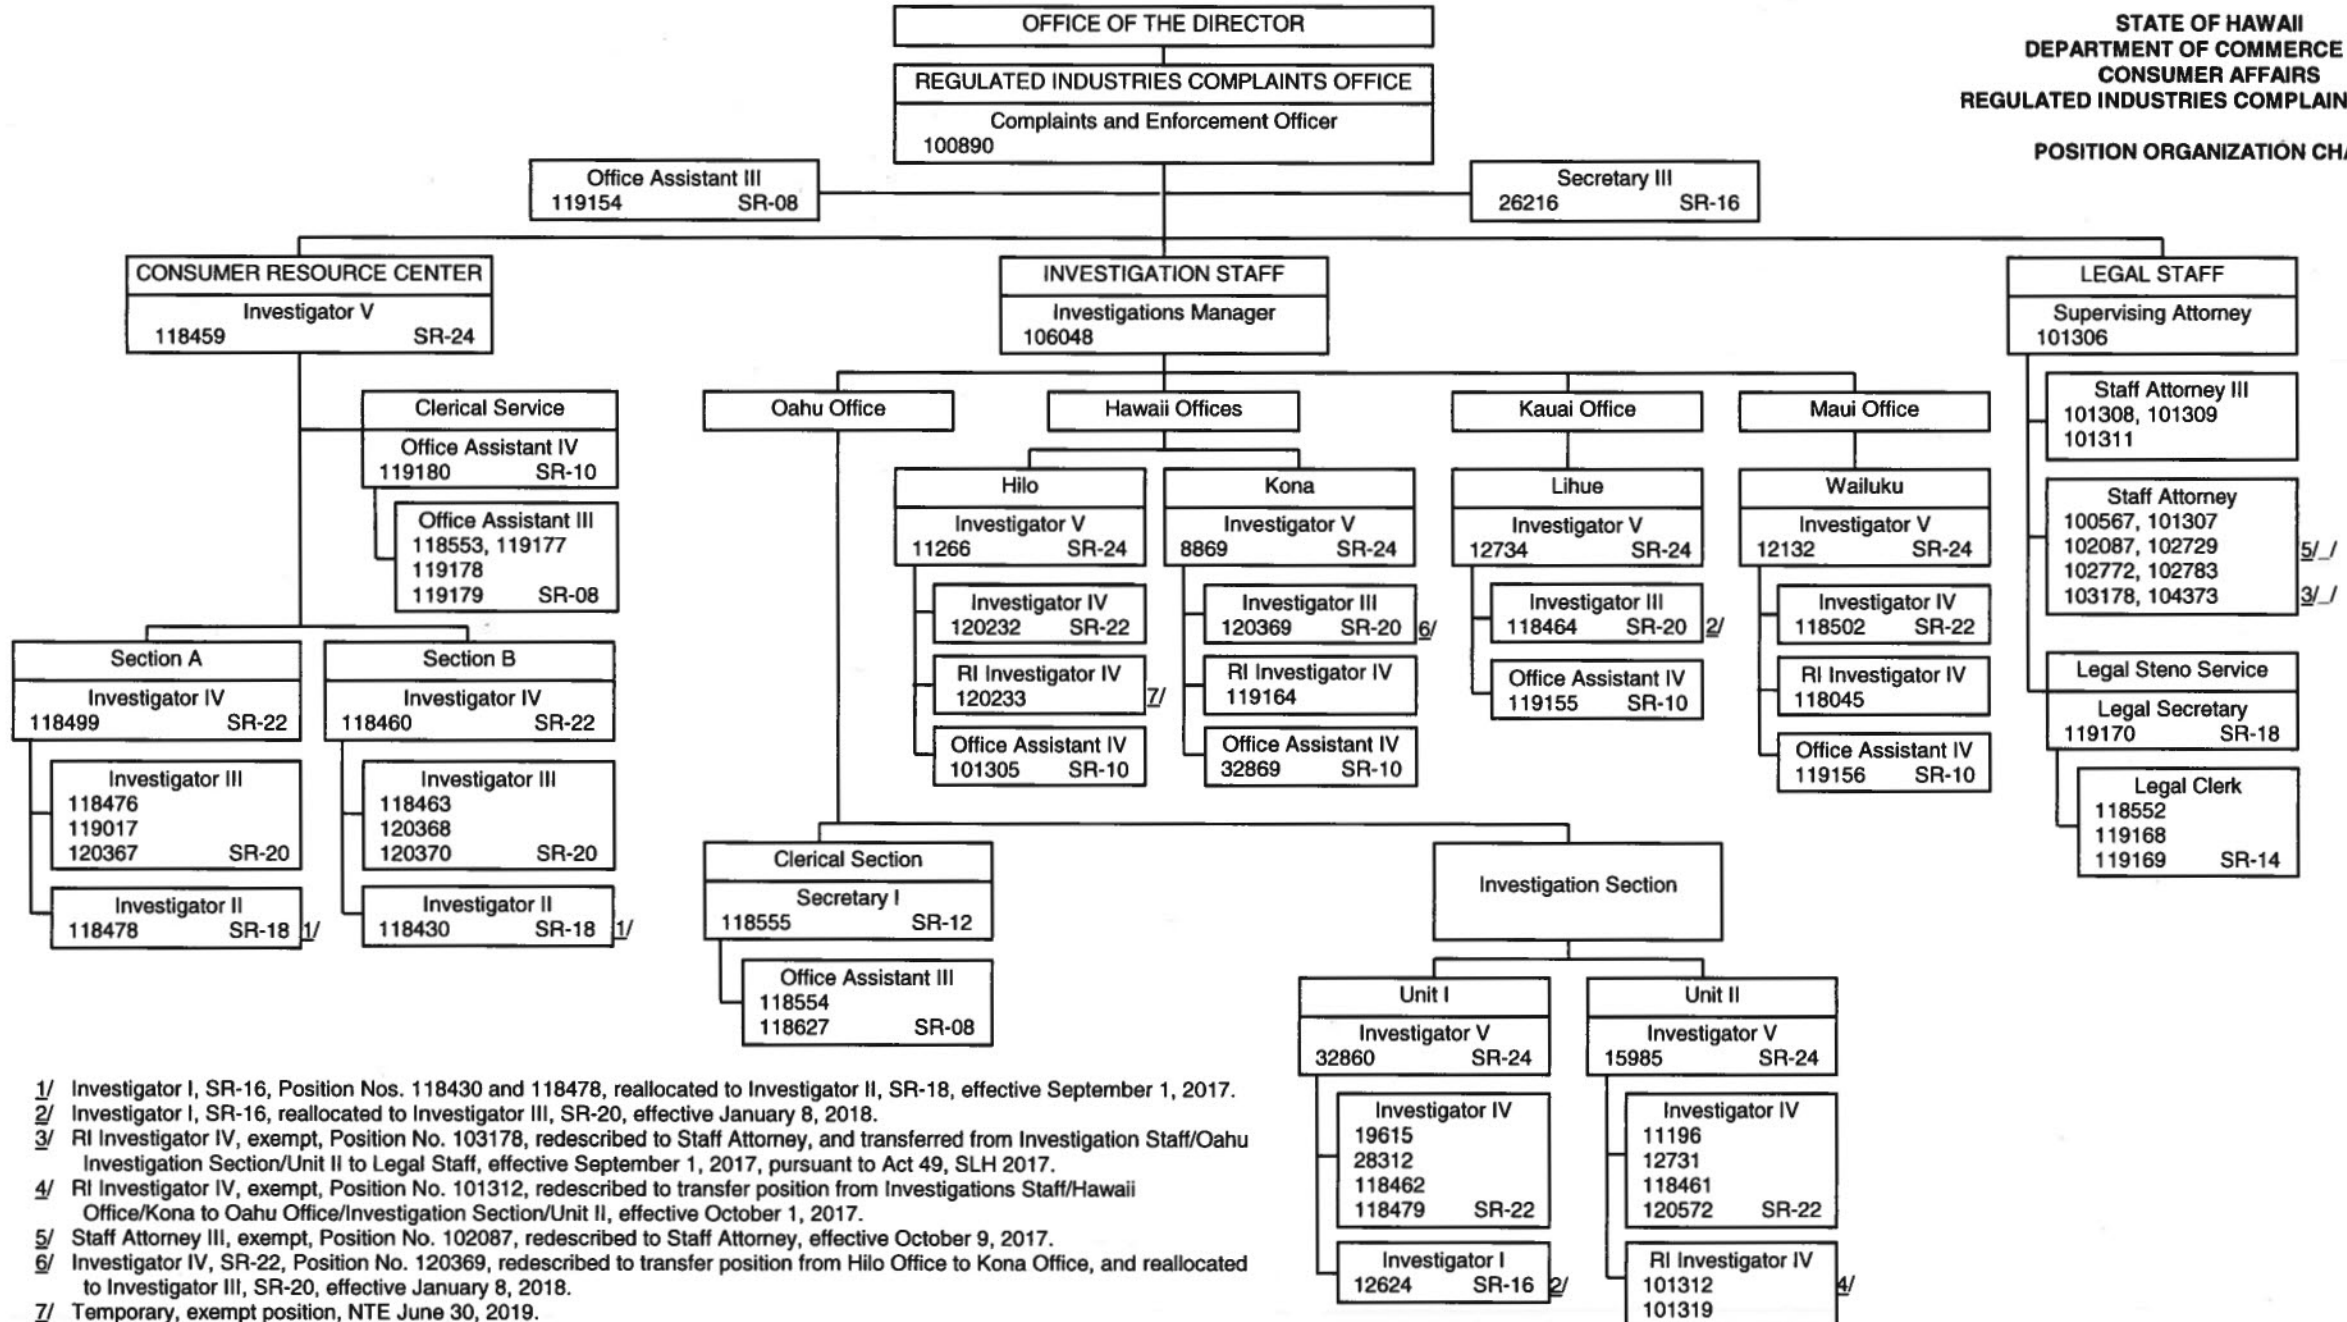 OFFICE OF THE DIRECTOR
REGULATED INDUSTRIES COMPLAINTS OFFICE
Complaints and Enforcement Officer
100890
STATE OF HAWAII
DEPARTMENT OF COMMERCE
CONSUMER AFFAIRS
REGULATED INDUSTRIES COMPLAIN
POSITION ORGANIZATION CHA
Office Assistant III
119154 SR-08
Secretary III
26216 SR-16
CONSUMER RESOURCE CENTER
Investigator V
118459 SR-24
Clerical Service
Office Assistant IV
119180 SR-10
Office Assistant III
118553, 119177
119178
119179 SR-08
Section A
Investigator IV
118499 SR-22
Investigator III
118476
119017
120367 SR-20
Investigator II
118478 SR-18 1/
Section B
Investigator IV
118460 SR-22
Investigator III
118463
120368
120370 SR-20
Investigator II
118430 SR-18 1/
INVESTIGATION STAFF
Investigations Manager
106048
Oahu Office
Hawaii Offices
Kauai Office
Maui Office
Hilo
Investigator V
11266 SR-24
Investigator IV
120232 SR-22
RI Investigator IV
120233 7/
Office Assistant IV
101305 SR-10
Kona
Investigator V
8869 SR-24
Investigator III
120369 SR-20 6/
RI Investigator IV
119164
Office Assistant IV
32869 SR-10
Lihue
Investigator V
12734 SR-24
Investigator III
118464 SR-20 2/
Office Assistant IV
119155 SR-10
Wailuku
Investigator V
12132 SR-24
Investigator IV
118502 SR-22
RI Investigator IV
118045
Office Assistant IV
119156 SR-10
LEGAL STAFF
Supervising Attorney
101306
Staff Attorney III
101308, 101309
101311
Staff Attorney
100567, 101307
102087, 102729 5/_/
102772, 102783
103178, 104373 3/_/
Legal Steno Service
Legal Secretary
119170 SR-18
Legal Clerk
118552
119168
119169 SR-14
Clerical Section
Secretary I
118555 SR-12
Office Assistant III
118554
118627 SR-08
Investigation Section
Unit I
Investigator V
32860 SR-24
Investigator IV
19615
28312
118462
118479 SR-22
Investigator I
12624 SR-16 2/
Unit II
Investigator V
15985 SR-24
Investigator IV
11196
12731
118461
120572 SR-22
RI Investigator IV
101312 4/
101319
1/ Investigator I, SR-16, Position Nos. 118430 and 118478, reallocated to Investigator II, SR-18, effective September 1, 2017.
2/ Investigator I, SR-16, reallocated to Investigator III, SR-20, effective January 8, 2018.
3/ RI Investigator IV, exempt, Position No. 103178, redescribed to Staff Attorney, and transferred from Investigation Staff/Oahu
Investigation Section/Unit II to Legal Staff, effective September 1, 2017, pursuant to Act 49, SLH 2017.
4/ RI Investigator IV, exempt, Position No. 101312, redescribed to transfer position from Investigations Staff/Hawaii
Office/Kona to Oahu Office/Investigation Section/Unit II, effective October 1, 2017.
5/ Staff Attorney III, exempt, Position No. 102087, redescribed to Staff Attorney, effective October 9, 2017.
6/ Investigator IV, SR-22, Position No. 120369, redescribed to transfer position from Hilo Office to Kona Office, and reallocated
to Investigator III, SR-20, effective January 8, 2018.
7/ Temporary, exempt position, NTE June 30, 2019.